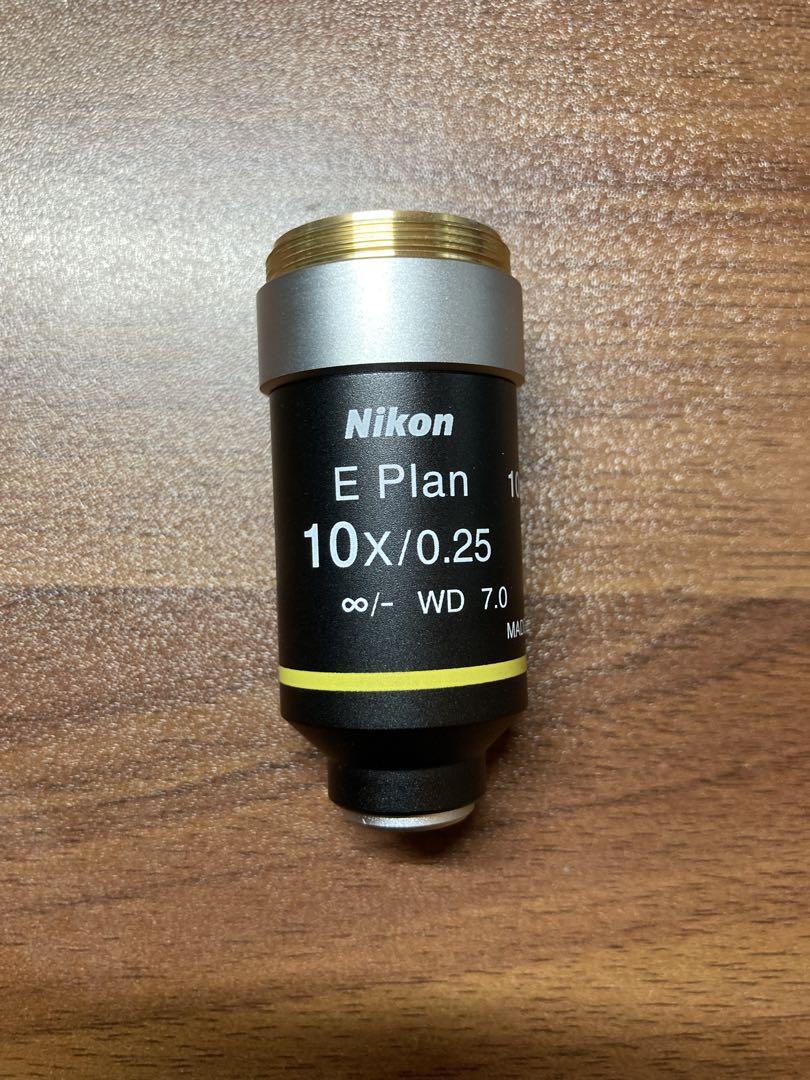 Nikon
E Plan
10x/0.25
∞/- WD 7.0